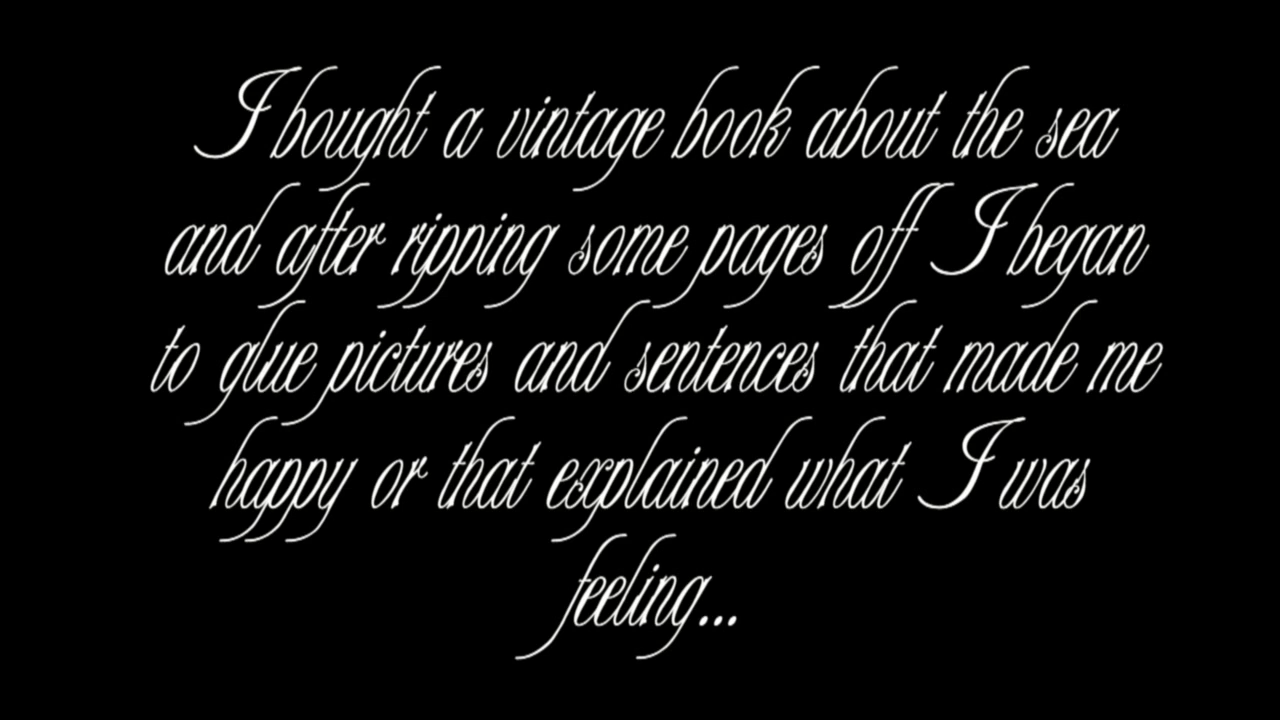 I bought a vintage book about the sea
and after ripping some pages off I began
to glue pictures and sentences that made me
happy or that explained what I was
feeling...